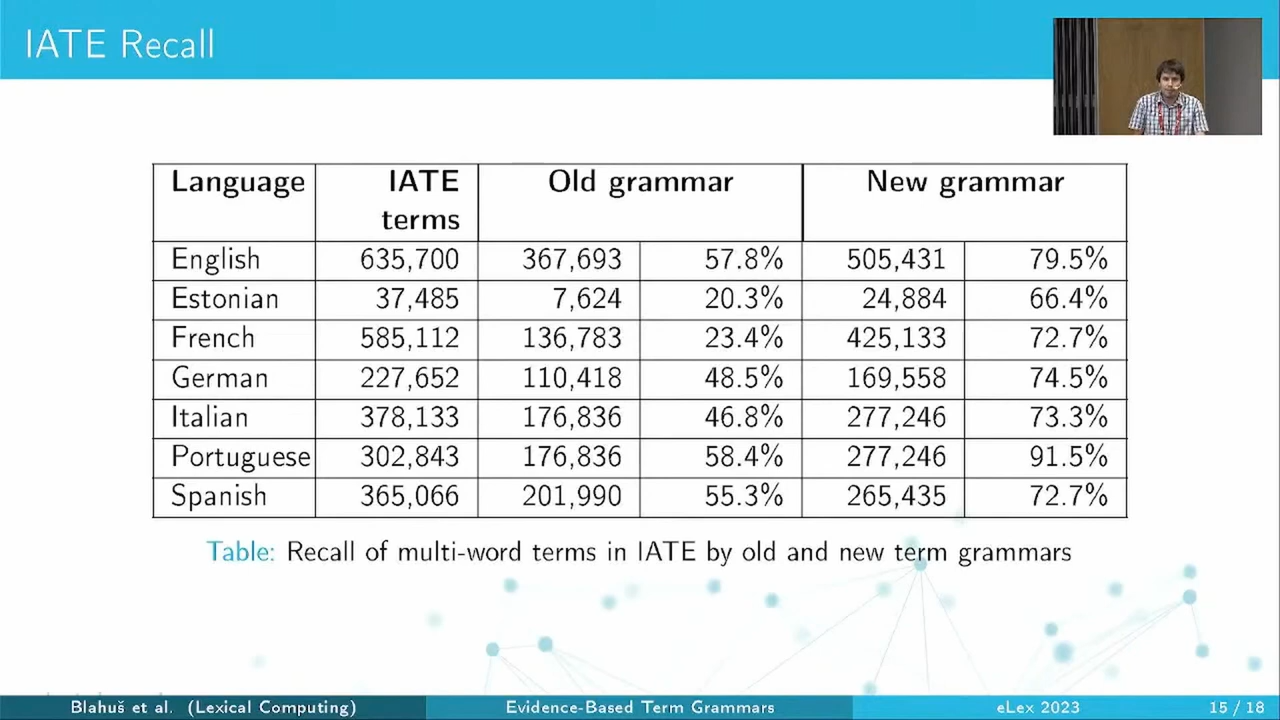 IATE Recall
Language IATE terms Old grammar New grammar
English 635,700 367,693 57.8% 505,431 79.5%
Estonian 37,485 7,624 20.3% 24,884 66.4%
French 585,112 136,783 23.4% 425,133 72.7%
German 227,652 110,418 48.5% 169,558 74.5%
Italian 378,133 176,836 46.8% 277,246 73.3%
Portuguese 302,843 176,836 58.4% 277,246 91.5%
Spanish 365,066 201,990 55.3% 265,435 72.7%
Table: Recall of multi-word terms in IATE by old and new term grammars
Blahuš et al. (Lexical Computing) Evidence-Based Term Grammars eLex 2023 15 / 18